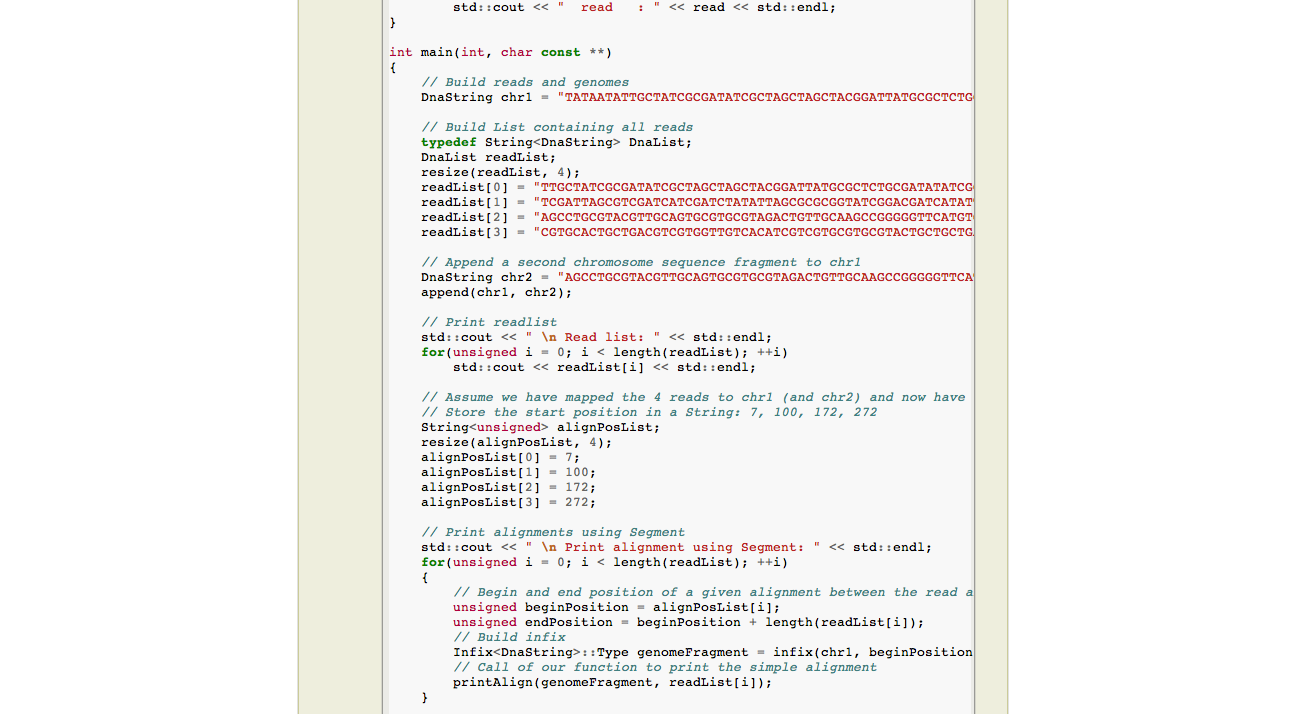 std::cout << "  read   : " << read << std::endl;
}
int main(int, char const **)
{
// Build reads and genomes
DnaString chr1 = "TATAATATTGCTATCGCGATATCGCTAGCTAGCTACGGATTATGCGCTCTG
// Build List containing all reads
typedef String<DnaString> DnaList;
DnaList readList;
resize(readList, 4);
readList[0] = "TTGCTATCGCGATATCGCTAGCTAGCTACGGATTATGCGCTCTGCGATATATCG
readList[1] = "TCGATTAGCGTCGATCATCGATCTATATTAGCGCGCGGTATCGGACGATCATAT
readList[2] = "AGCCTGCGTACGTTGCAGTGCGTGCGTAGACTGTTGCAAGCCGGGGGTTCATGT
readList[3] = "CGTGCACTGCTGACGTCGTGGTTGTCACATCGTCGTGCGTGCGTACTGCTGCTG
// Append a second chromosome sequence fragment to chr1
DnaString chr2 = "AGCCTGCGTACGTTGCAGTGCGTGCGTAGACTGTTGCAAGCCGGGGGTTCA
append(chr1, chr2);
// Print readlist
std::cout << " \n Read list: " << std::endl;
for(unsigned i = 0; i < length(readList); ++i)
std::cout << readList[i] << std::endl;
// Assume we have mapped the 4 reads to chr1 (and chr2) and now have
// Store the start position in a String: 7, 100, 172, 272
String<unsigned> alignPosList;
resize(alignPosList, 4);
alignPosList[0] = 7;
alignPosList[1] = 100;
alignPosList[2] = 172;
alignPosList[3] = 272;
// Print alignments using Segment
std::cout << " \n Print alignment using Segment: " << std::endl;
for(unsigned i = 0; i < length(readList); ++i)
{
// Begin and end position of a given alignment between the read a
unsigned beginPosition = alignPosList[i];
unsigned endPosition = beginPosition + length(readList[i]);
// Build infix
Infix<DnaString>::Type genomeFragment = infix(chr1, beginPosition
// Call of our function to print the simple alignment
printAlign(genomeFragment, readList[i]);
}